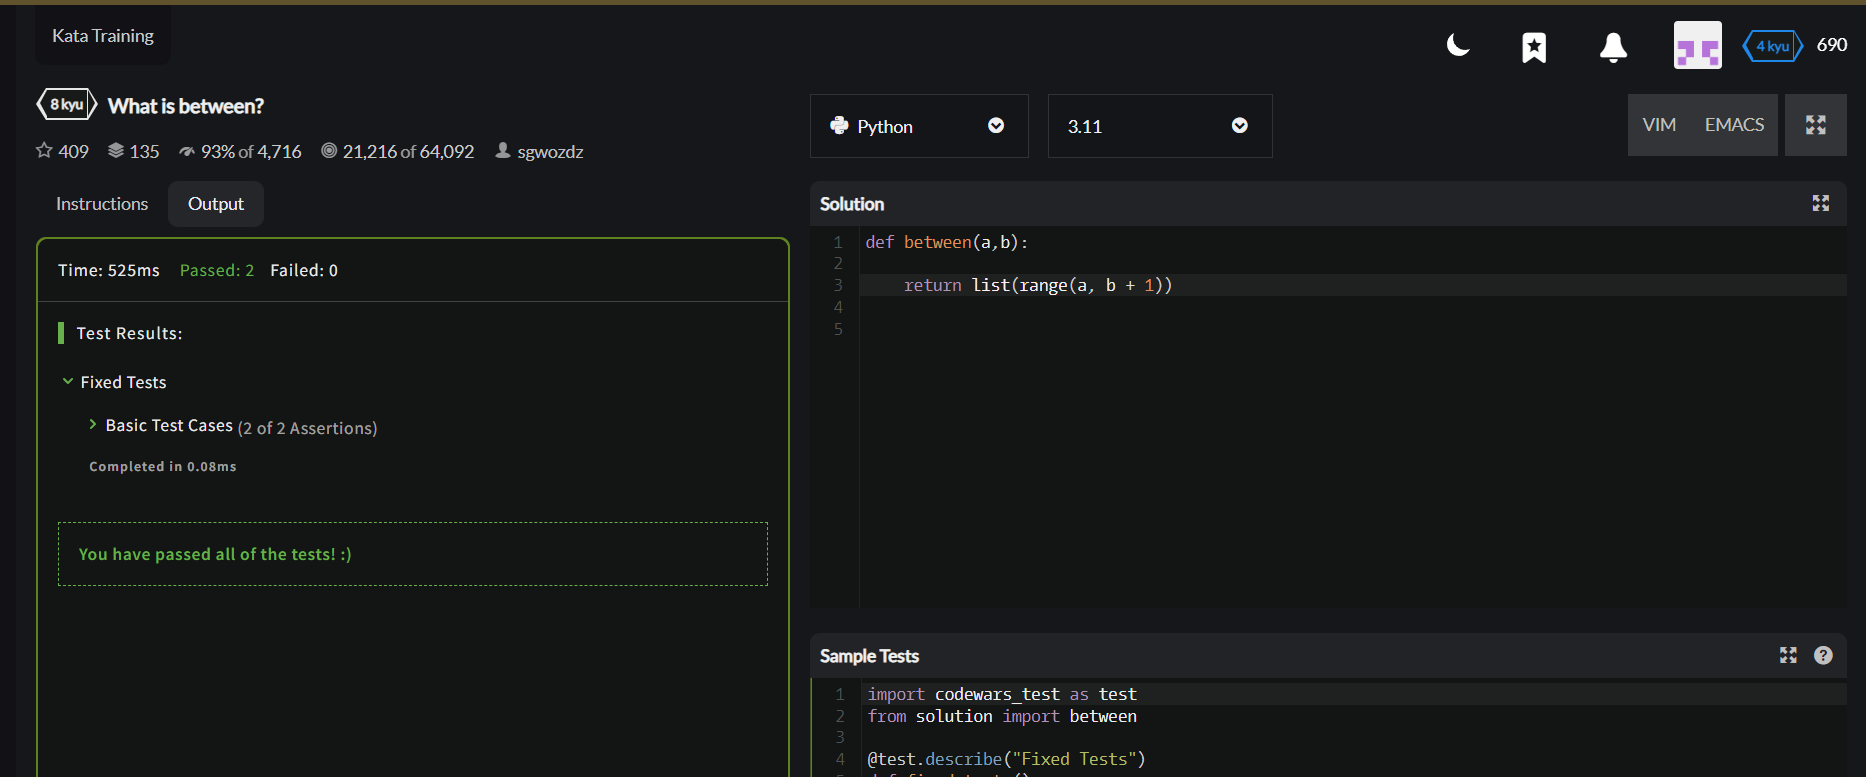 Kata Training
4 kyu 690
8 kyu What is between?
409 135 93% of 4,716 21,216 of 64,092 sgwozdz
Instructions Output
Time: 525ms Passed: 2 Failed: 0
Test Results:
Fixed Tests
Basic Test Cases (2 of 2 Assertions)
Completed in 0.08ms
You have passed all of the tests! :)
Python 3.11 VIM EMACS
Solution
1 def between(a,b):
2
3 return list(range(a, b + 1))
4
5
Sample Tests ?
1 import codewars_test as test
2 from solution import between
3
4 @test.describe("Fixed Tests")